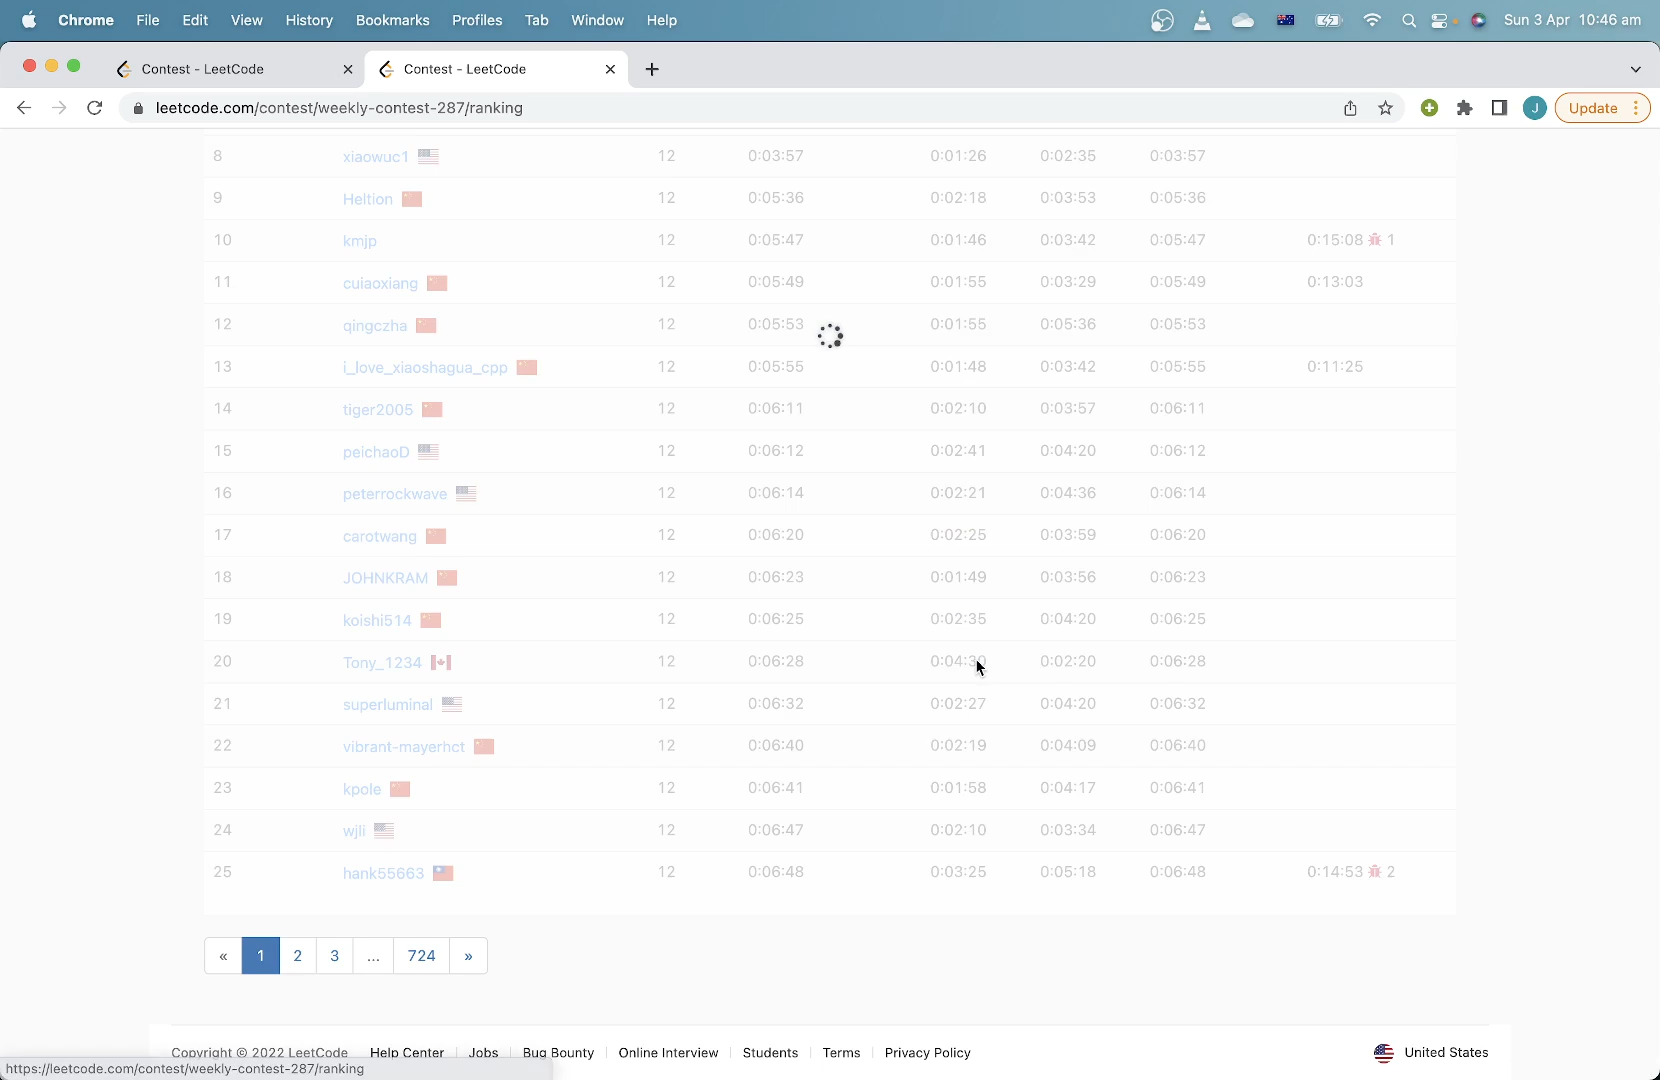 Chrome File Edit View History Bookmarks Profiles Tab Window Help Sun 3 Apr 10:46 am
Contest - LeetCode Contest - LeetCode
leetcode.com/contest/weekly-contest-287/ranking J Update
8 xiaowuc1 12 0:03:57 0:01:26 0:02:35 0:03:57
9 Heltion 12 0:05:36 0:02:18 0:03:53 0:05:36
10 kmjp 12 0:05:47 0:01:46 0:03:42 0:05:47 0:15:08 1
11 cuiaoxiang 12 0:05:49 0:01:55 0:03:29 0:05:49 0:13:03
12 qingczha 12 0:05:53 0:01:55 0:05:36 0:05:53
13 i_love_xiaoshagua_cpp 12 0:05:55 0:01:48 0:03:42 0:05:55 0:11:25
14 tiger2005 12 0:06:11 0:02:10 0:03:57 0:06:11
15 peichaoD 12 0:06:12 0:02:41 0:04:20 0:06:12
16 peterrockwave 12 0:06:14 0:02:21 0:04:36 0:06:14
17 carotwang 12 0:06:20 0:02:25 0:03:59 0:06:20
18 JOHNKRAM 12 0:06:23 0:01:49 0:03:56 0:06:23
19 koishi514 12 0:06:25 0:02:35 0:04:20 0:06:25
20 Tony_1234 12 0:06:28 0:02:20 0:06:28
21 superluminal 12 0:06:32 0:02:27 0:04:20 0:06:32
22 vibrant-mayerhct 12 0:06:40 0:02:19 0:04:09 0:06:40
23 kpole 12 0:06:41 0:01:58 0:04:17 0:06:41
24 wjli 12 0:06:47 0:02:10 0:03:34 0:06:47
25 hank55663 12 0:06:48 0:03:25 0:05:18 0:06:48 0:14:53 2
« 1 2 3 ... 724 »
Copyright © 2022 LeetCode Help Center Jobs Bug Bounty Online Interview Students Terms Privacy Policy United States
https://leetcode.com/contest/weekly-contest-287/ranking